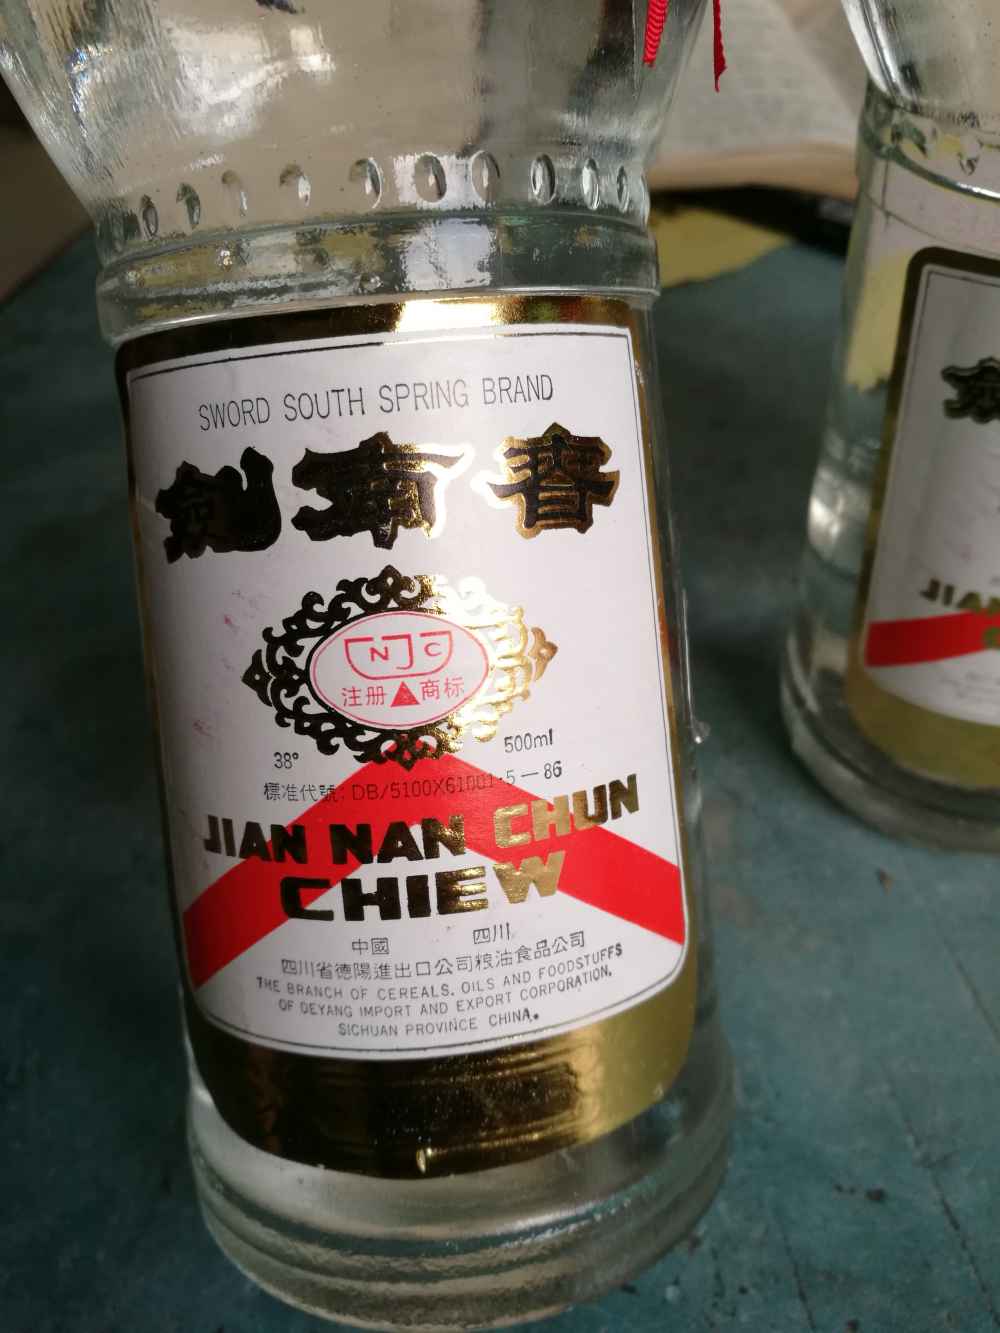 SWORD SOUTH SPRING BRAND
劍南春
NJC
注册 商标
38° 500ml
標准代號: DB/5100X61001·5—86
JIAN NAN CHUN
CHIEW
中國 四川
四川省德陽進出口公司粮油食品公司
THE BRANCH OF CEREALS. OILS AND FOODSTUFFS
OF DEYANG IMPORT AND EXPORT CORPORATION.
SICHUAN PROVINCE CHINA.
JIAN